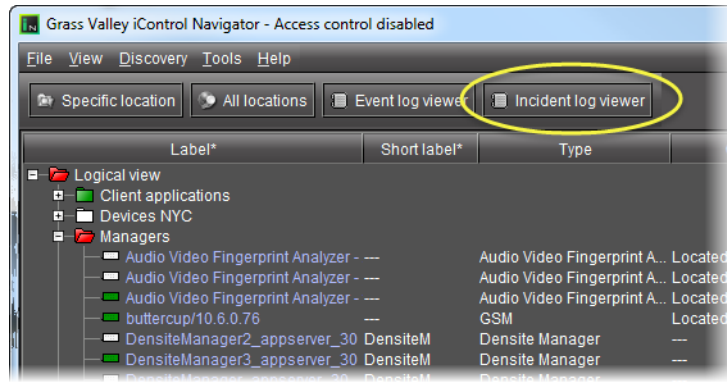 Grass Valley iControl Navigator - Access control disabled
File View Discovery Tools Help
Specific location All locations Event log viewer Incident log viewer
Label* Short label* Type
Logical view
Client applications
Devices NYC
Managers
Audio Video Fingerprint Analyzer - --- Audio Video Fingerprint A... Located
Audio Video Fingerprint Analyzer - --- Audio Video Fingerprint A... Located
Audio Video Fingerprint Analyzer - --- Audio Video Fingerprint A... Located
buttercup/10.6.0.76 --- GSM Located
DensiteManager2_appserver_30 DensiteM Densite Manager ---
DensiteManager3_appserver_30 DensiteM Densite Manager ---